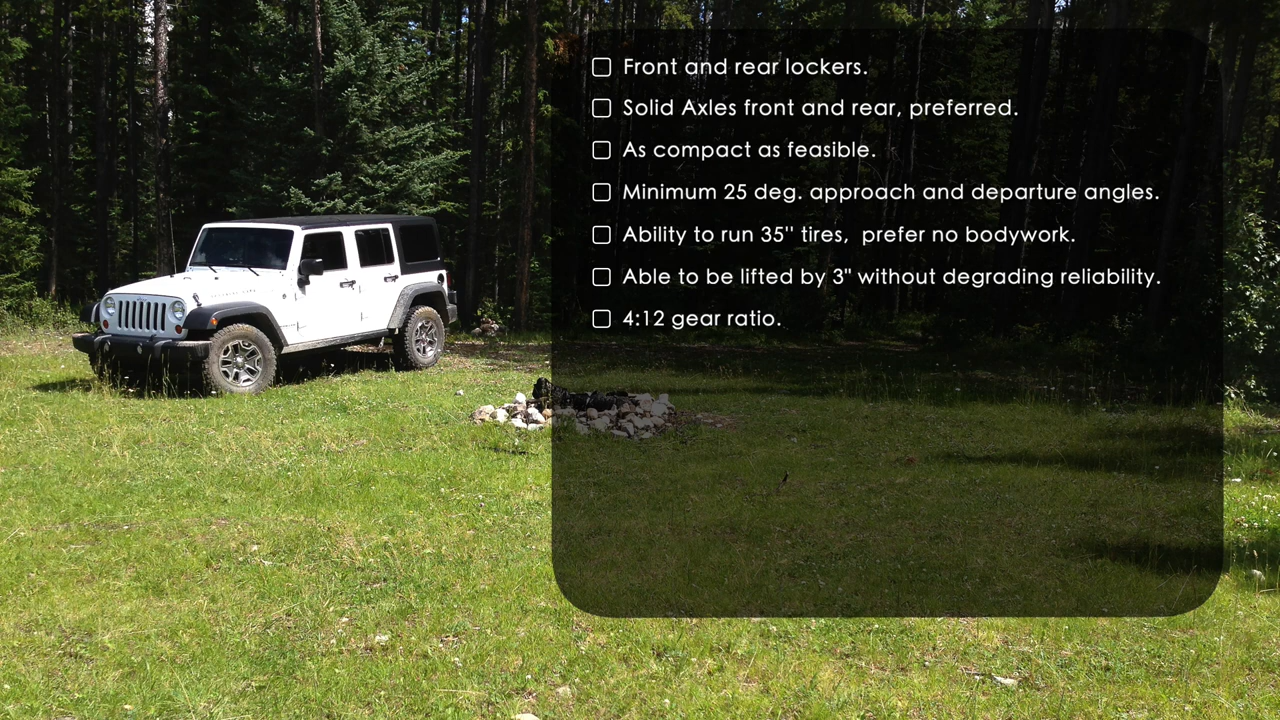 Front and rear lockers.
Solid Axles front and rear, preferred.
As compact as feasible.
Minimum 25 deg. approach and departure angles.
Ability to run 35'' tires,  prefer no bodywork.
Able to be lifted by 3" without degrading reliability.
4:12 gear ratio.